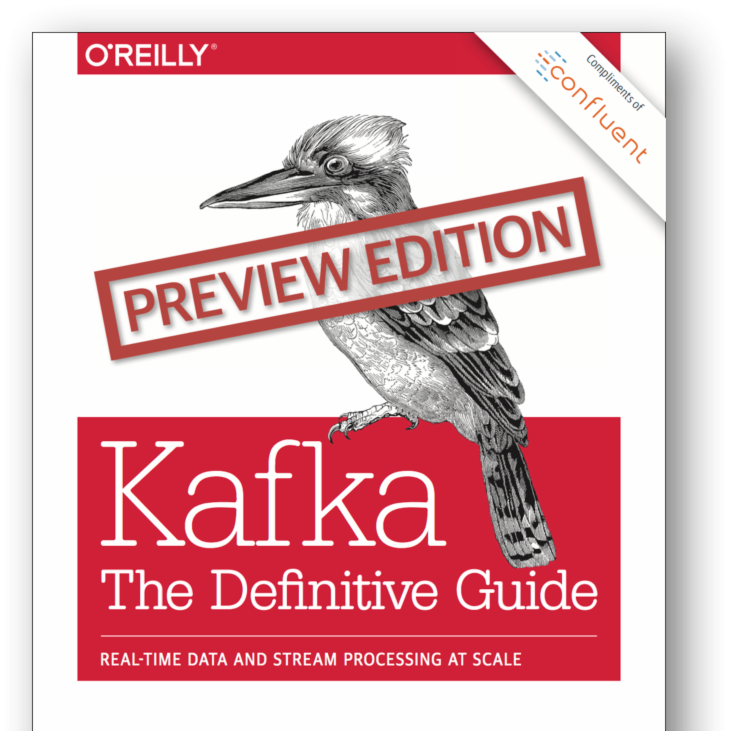 O'REILLY®
Compliments of
confluent
PREVIEW EDITION
Kafka
The Definitive Guide
REAL-TIME DATA AND STREAM PROCESSING AT SCALE